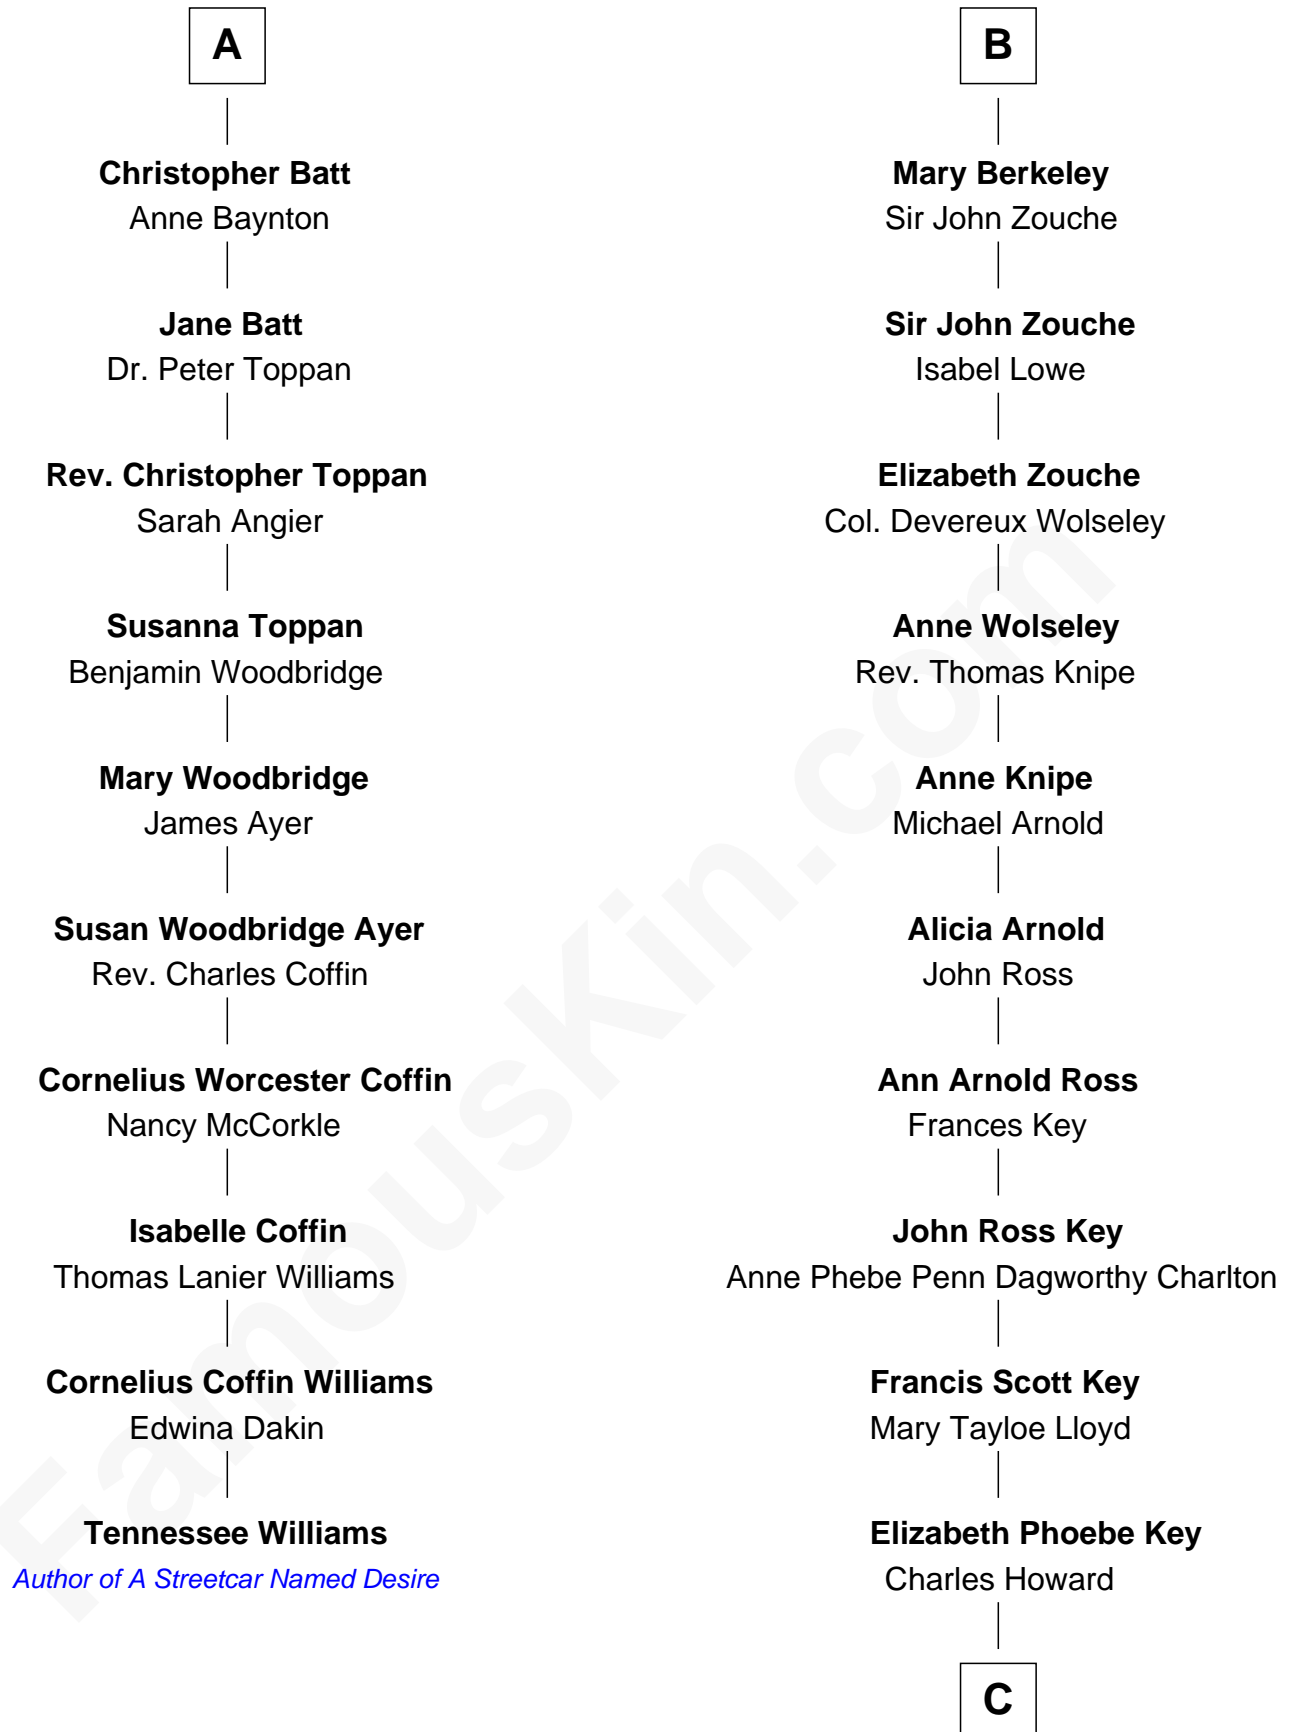 A
Christopher Batt
Anne Baynton
Jane Batt
Dr. Peter Toppan
Rev. Christopher Toppan
Sarah Angier
Susanna Toppan
Benjamin Woodbridge
Mary Woodbridge
James Ayer
Susan Woodbridge Ayer
Rev. Charles Coffin
Cornelius Worcester Coffin
Nancy McCorkle
Isabelle Coffin
Thomas Lanier Williams
Cornelius Coffin Williams
Edwina Dakin
Tennessee Williams
Author of A Streetcar Named Desire
B
Mary Berkeley
Sir John Zouche
Sir John Zouche
Isabel Lowe
Elizabeth Zouche
Col. Devereux Wolseley
Anne Wolseley
Rev. Thomas Knipe
Anne Knipe
Michael Arnold
Alicia Arnold
John Ross
Ann Arnold Ross
Frances Key
John Ross Key
Anne Phebe Penn Dagworthy Charlton
Francis Scott Key
Mary Tayloe Lloyd
Elizabeth Phoebe Key
Charles Howard
C
FamousKin.com